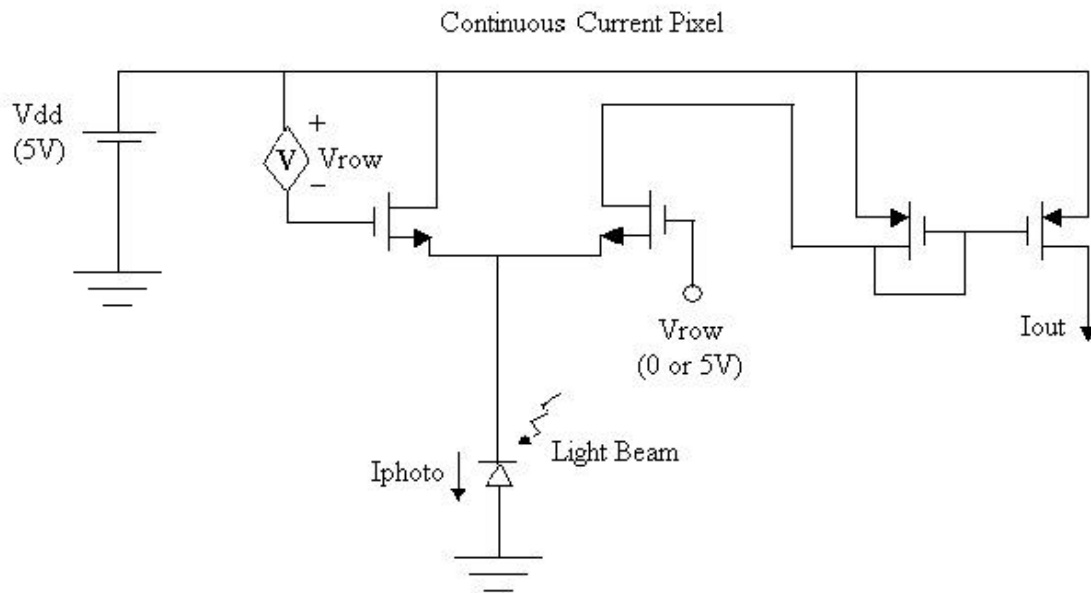 Continuous Current Pixel
Vdd
(5V)
+
V
Vrow
−
Vrow
(0 or 5V)
Iout
Iphoto
Light Beam